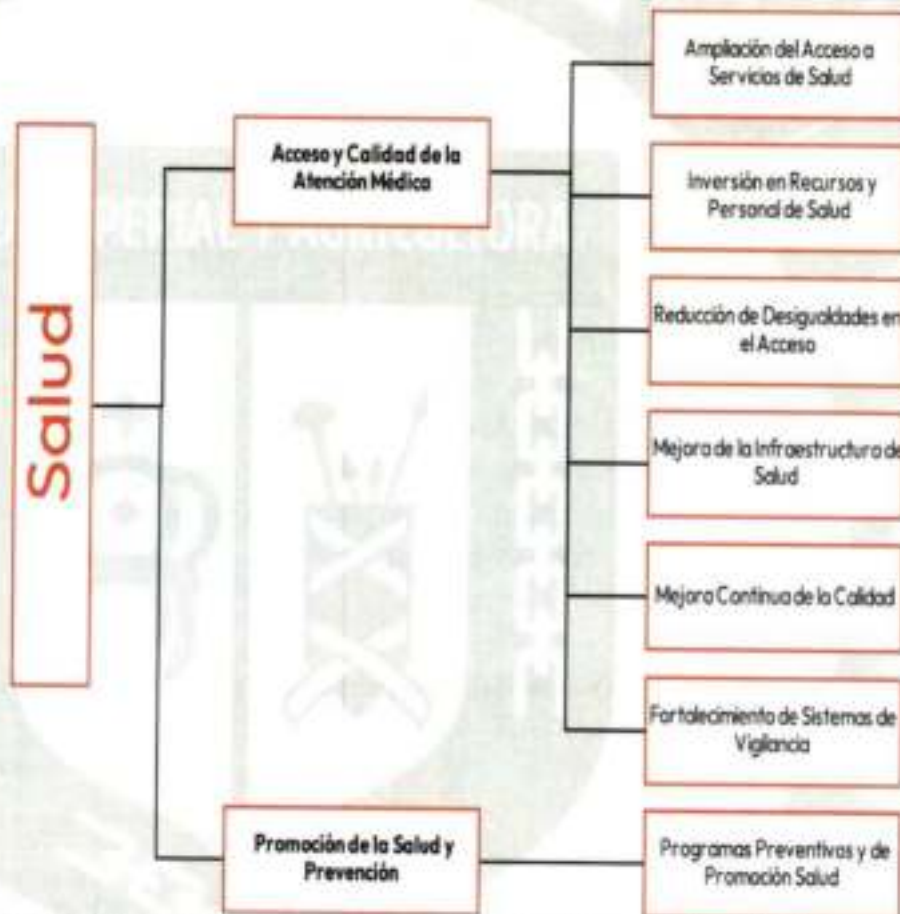 Salud
Acceso y Calidad de la
Atención Médica
Promoción de la Salud y
Prevención
Ampliación del Acceso a
Servicios de Salud
Inversión en Recursos y
Personal de Salud
Reducción de Desigualdades en
el Acceso
Mejora de la Infraestructura de
Salud
Mejora Continua de la Calidad
Fortalecimiento de Sistemas de
Vigilancia
Programas Preventivos y de
Promoción Salud
Y AGRICULTURA